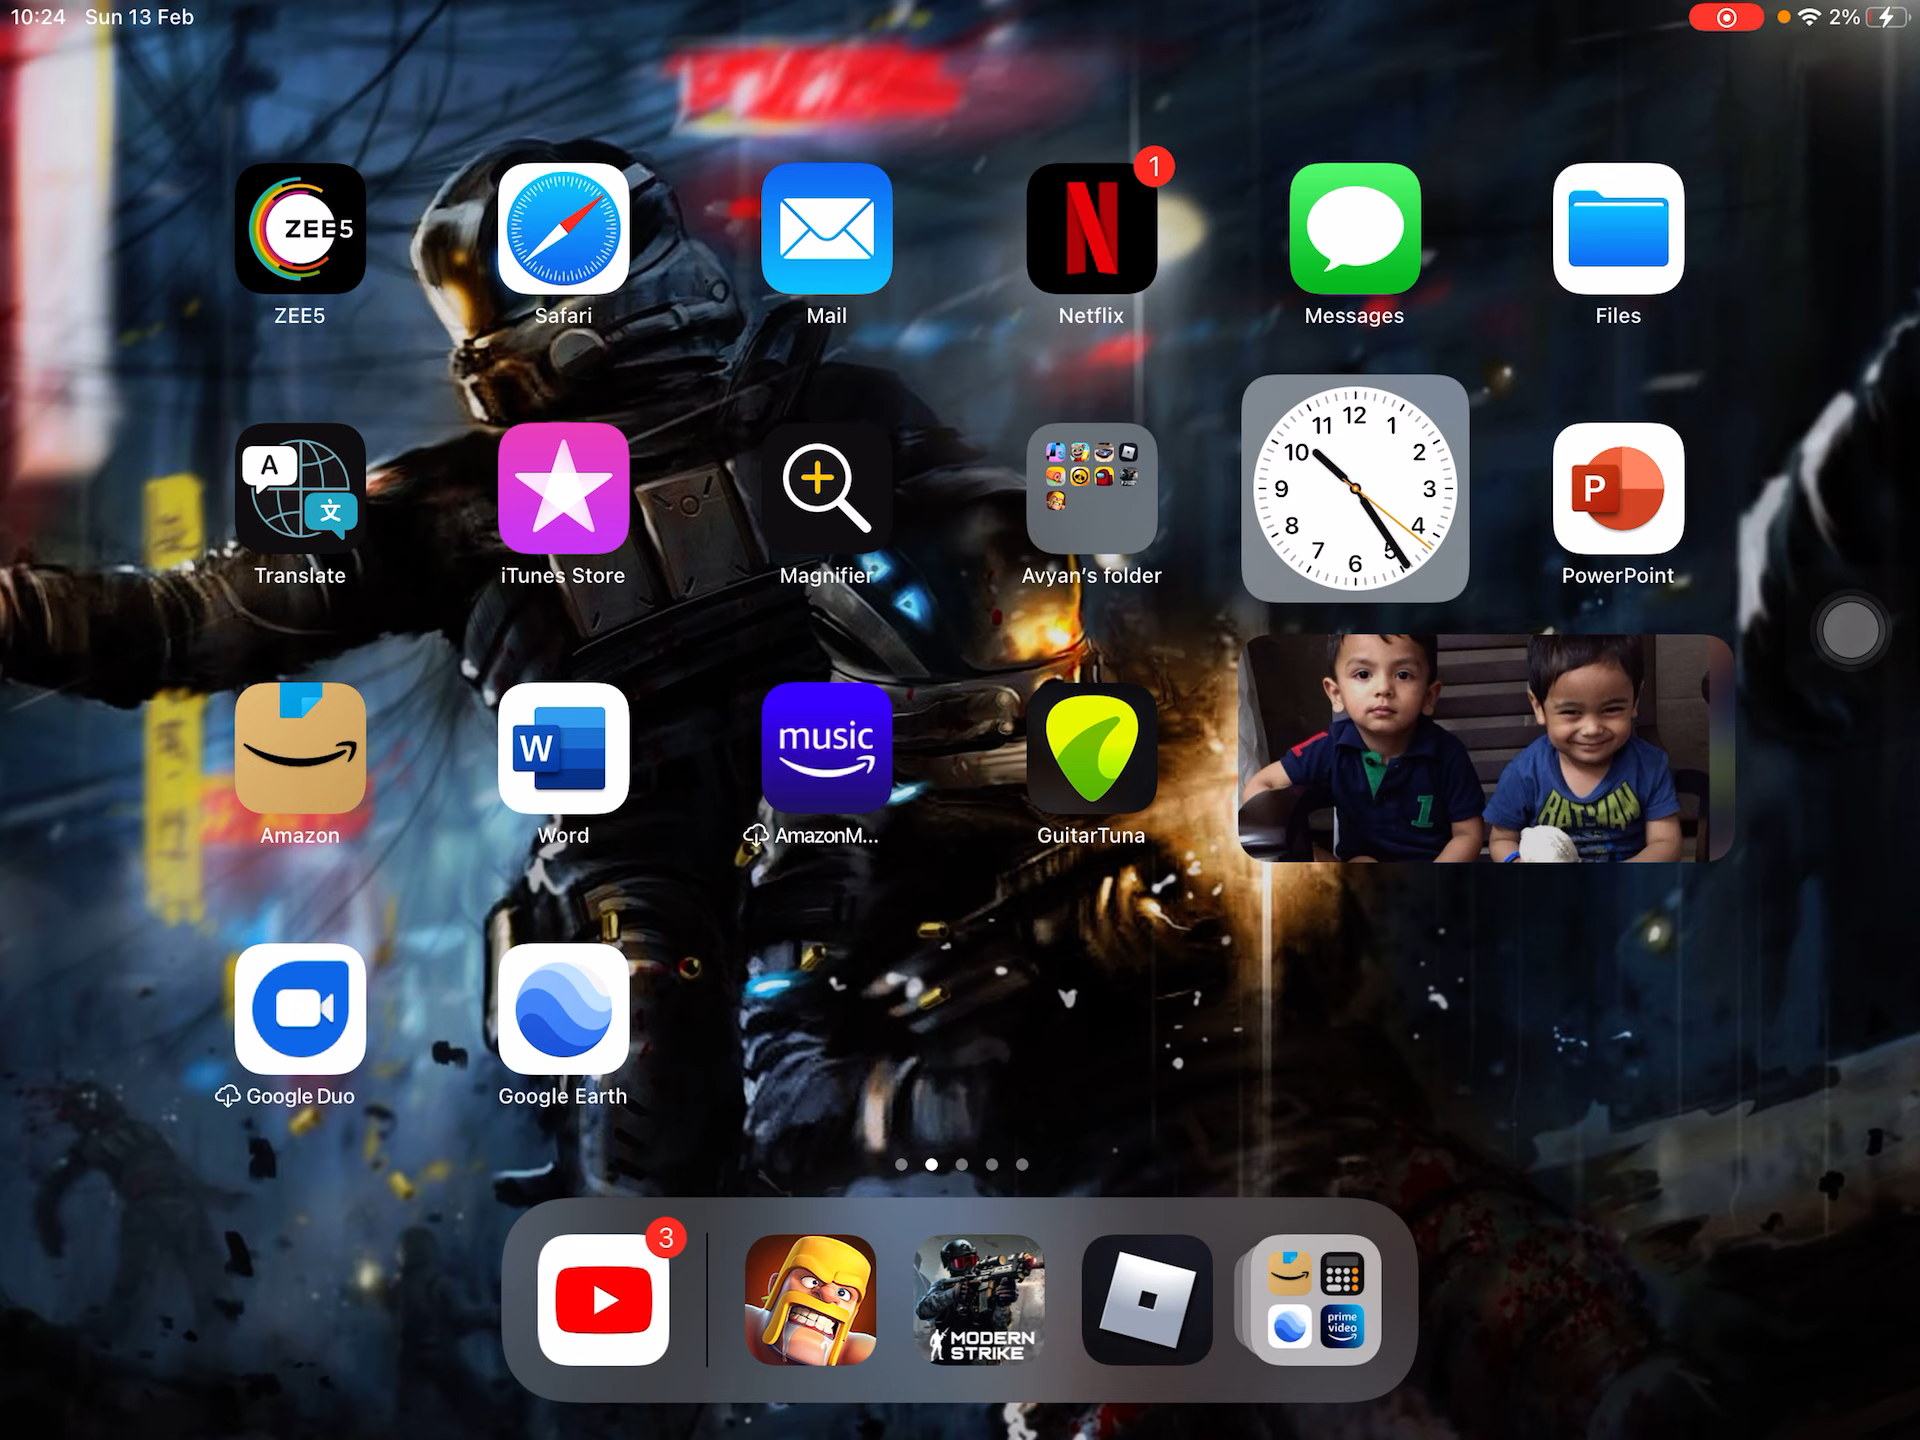 10:24 Sun 13 Feb
2%
1
ZEE5
ZEE5
Safari
Mail
N
Netflix
Messages
Files
A
文
Translate
iTunes Store
Magnifier
Avyan's folder
12
1
2
3
4
5
6
7
8
9
10
11
P
PowerPoint
Amazon
W
Word
music
AmazonM...
GuitarTuna
1
BATMAN
Google Duo
Google Earth
3
MODERN
STRIKE
prime
video